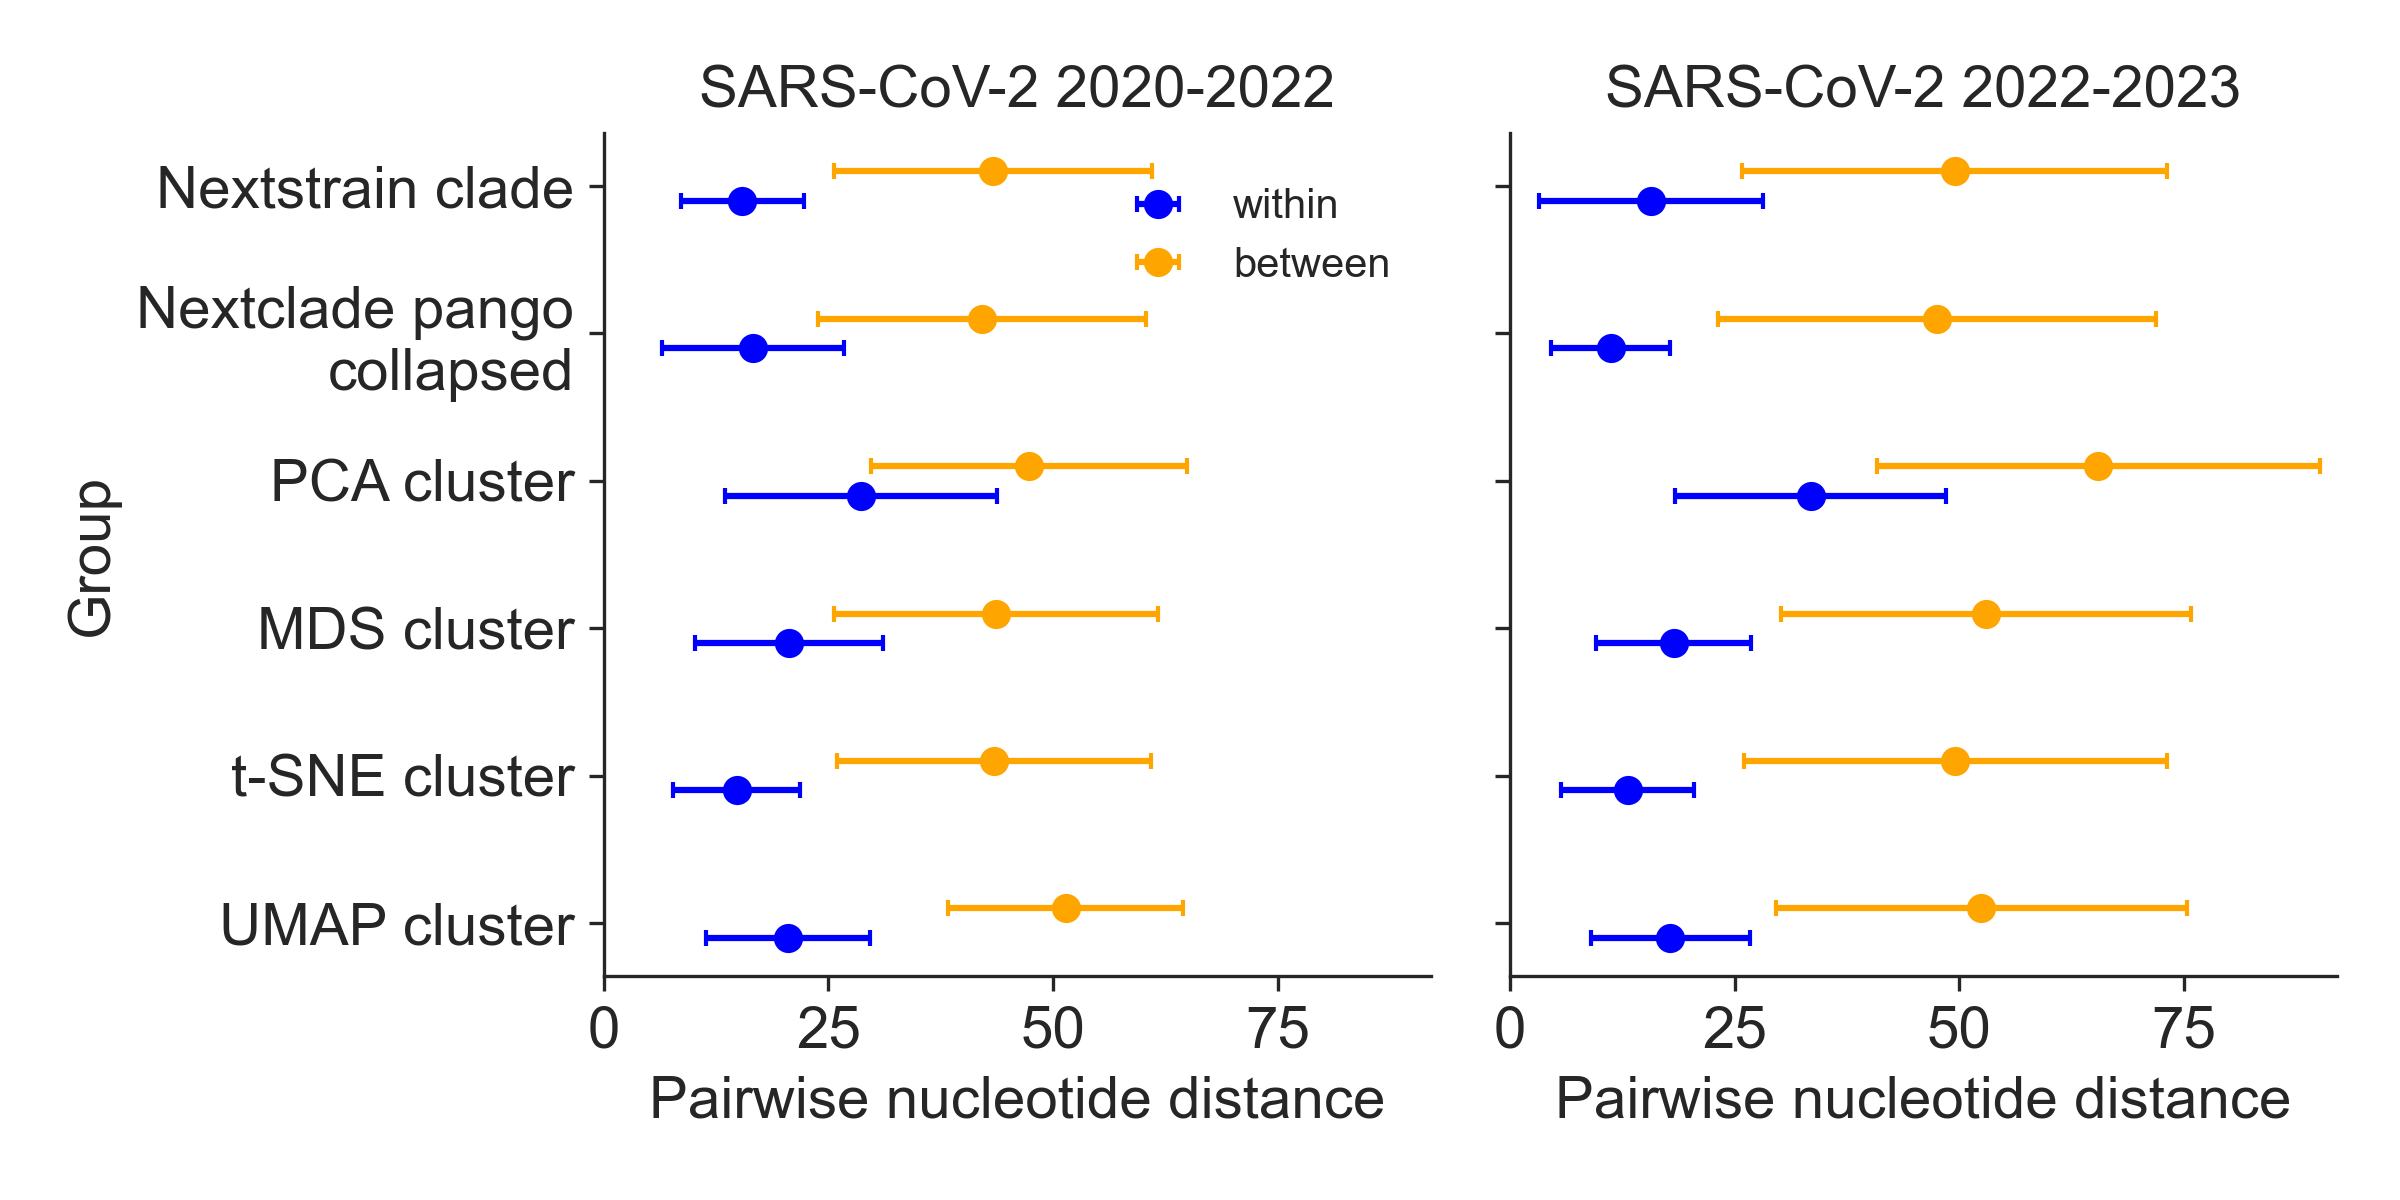 SARS-CoV-2 2020-2022
SARS-CoV-2 2022-2023
Group
Nextstrain clade
Nextclade pango
collapsed
PCA cluster
MDS cluster
t-SNE cluster
UMAP cluster
within
between
0 25 50 75
0 25 50 75
Pairwise nucleotide distance
Pairwise nucleotide distance